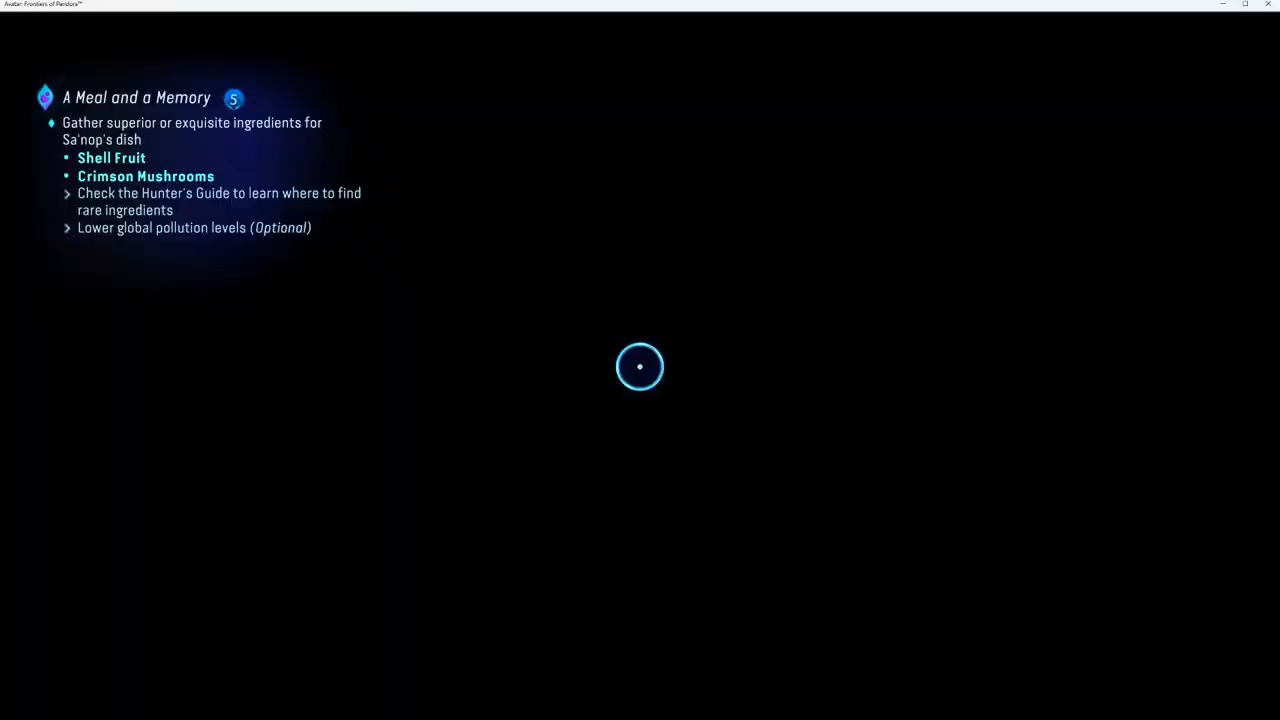 Avatar: Frontiers of Pandora™
A Meal and a Memory 5
Gather superior or exquisite ingredients for
Sa'nop's dish
Shell Fruit
Crimson Mushrooms
Check the Hunter's Guide to learn where to find
rare ingredients
Lower global pollution levels (Optional)